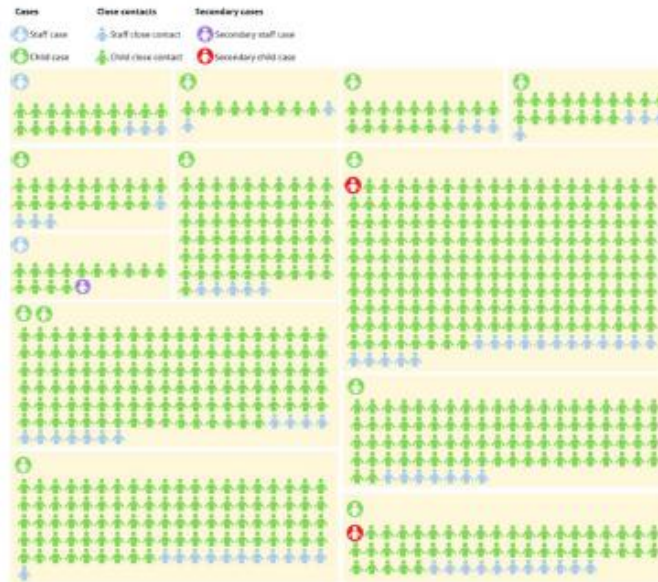 Cases Close contacts Secondary cases
Staff case Staff close contact Secondary staff case
Child case Child close contact Secondary child case